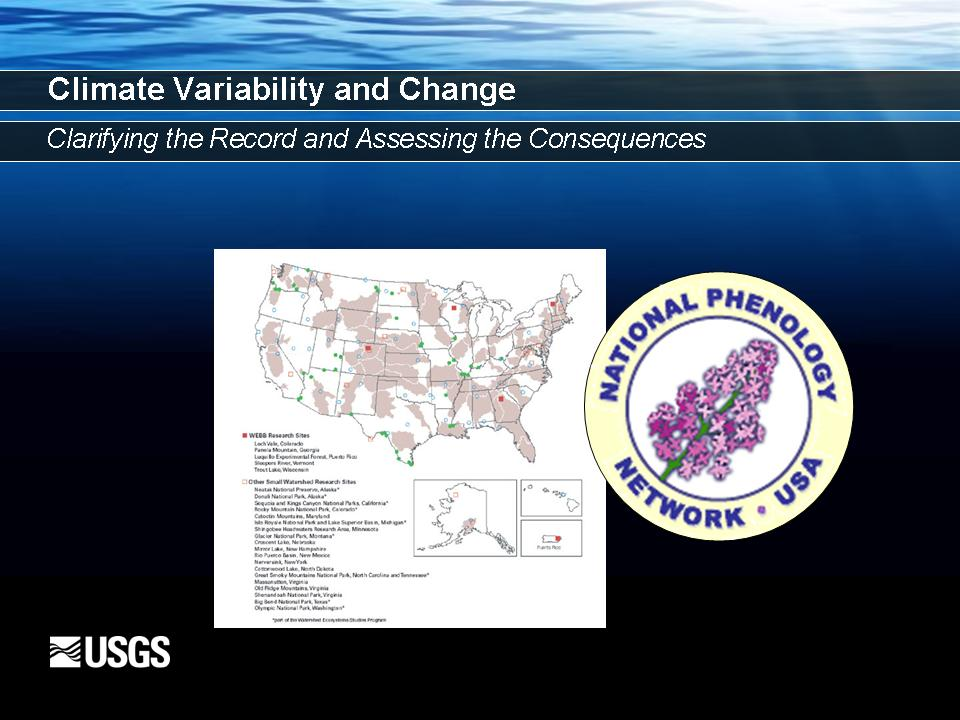 Climate Variability and Change
Clarifying the Record and Assessing the Consequences
WEBB Research Sites
Loch Vale, Colorado
Panola Mountain, Georgia
Luquillo Experimental Forest, Puerto Rico
Sleepers River, Vermont
Trout Lake, Wisconsin
Other Small Watershed Research Sites
Noatak National Preserve, Alaska*
Denali National Park, Alaska*
Sequoia and Kings Canyon National Parks, California*
Rocky Mountain National Park, Colorado*
Catoctin Mountains, Maryland
Isle Royale National Park and Lake Superior Basin, Michigan*
Shingobee Headwaters Research Area, Minnesota
Glacier National Park, Montana*
Crescent Lake, Nebraska
Mirror Lake, New Hampshire
Rio Puerco Basin, New Mexico
Neversink, New York
Cottonwood Lake, North Dakota
Great Smoky Mountains National Park, North Carolina and Tennessee*
Massanutten, Virginia
Old Ridge Mountains, Virginia
Shenandoah National Park, Virginia
Big Bend National Park, Texas*
Olympic National Park, Washington*
*part of the Watershed Ecosystems Studies Program
Puerto Rico
NATIONAL PHENOLOGY
NETWORK • USA
USGS